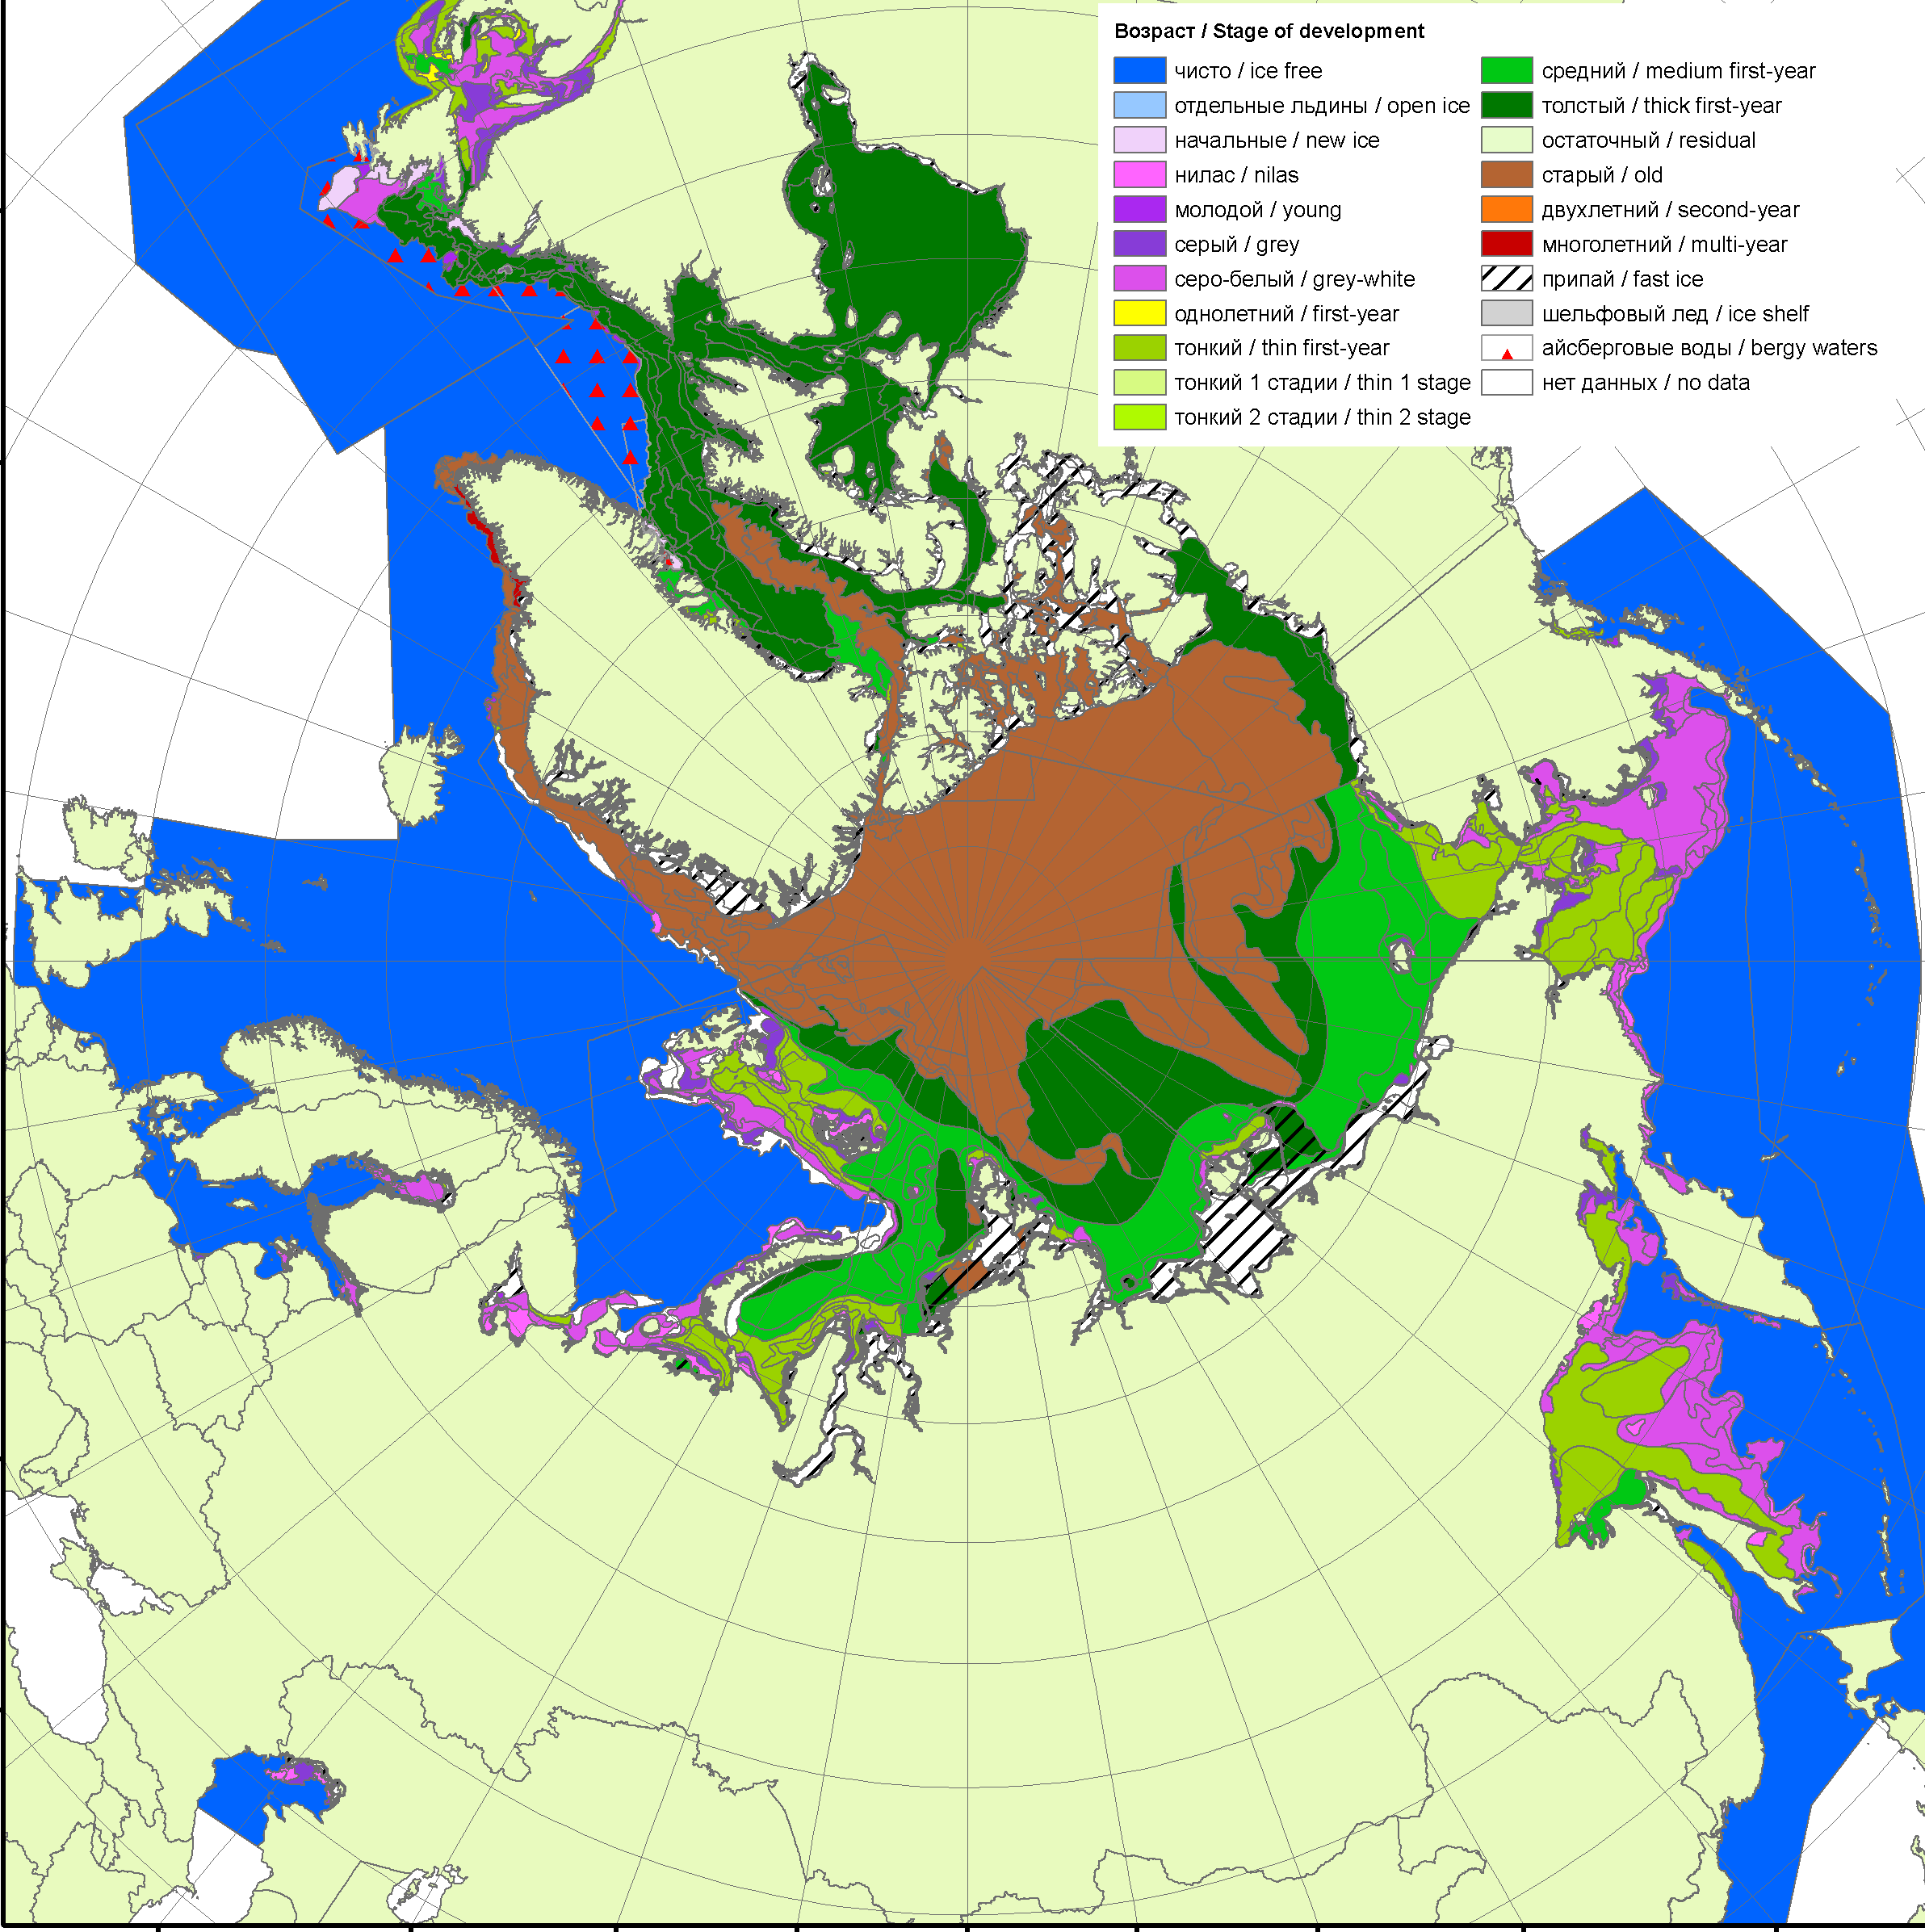 Возраст / Stage of development
чисто / ice free
отдельные льдины / open ice
начальные / new ice
нилас / nilas
молодой / young
серый / grey
серо-белый / grey-white
однолетний / first-year
тонкий / thin first-year
тонкий 1 стадии / thin 1 stage
тонкий 2 стадии / thin 2 stage
средний / medium first-year
толстый / thick first-year
остаточный / residual
старый / old
двухлетний / second-year
многолетний / multi-year
припай / fast ice
шельфовый лед / ice shelf
айсберговые воды / bergy waters
нет данных / no data